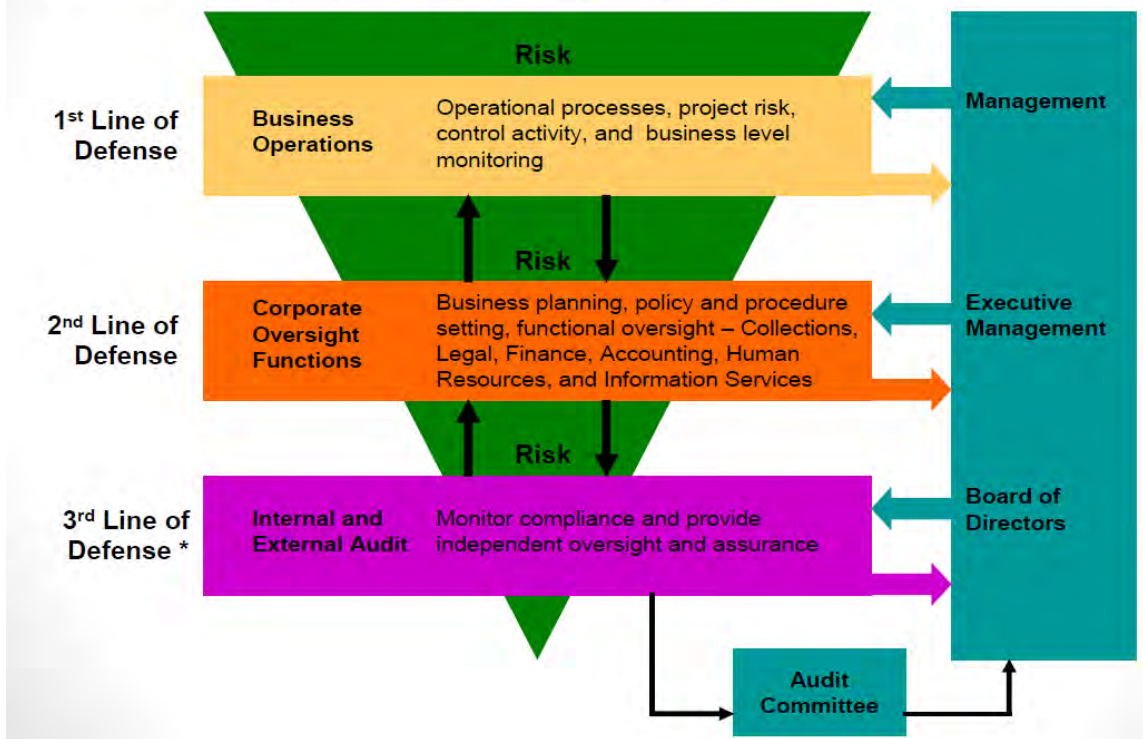 Risk
1st Line of
Defense
Business
Operations
Operational processes, project risk,
control activity, and business level
monitoring
Management
Risk
2nd Line of
Defense
Corporate
Oversight
Functions
Business planning, policy and procedure
setting, functional oversight – Collections,
Legal, Finance, Accounting, Human
Resources, and Information Services
Executive
Management
Risk
3rd Line of
Defense *
Internal and
External Audit
Monitor compliance and provide
independent oversight and assurance
Board of
Directors
Audit
Committee